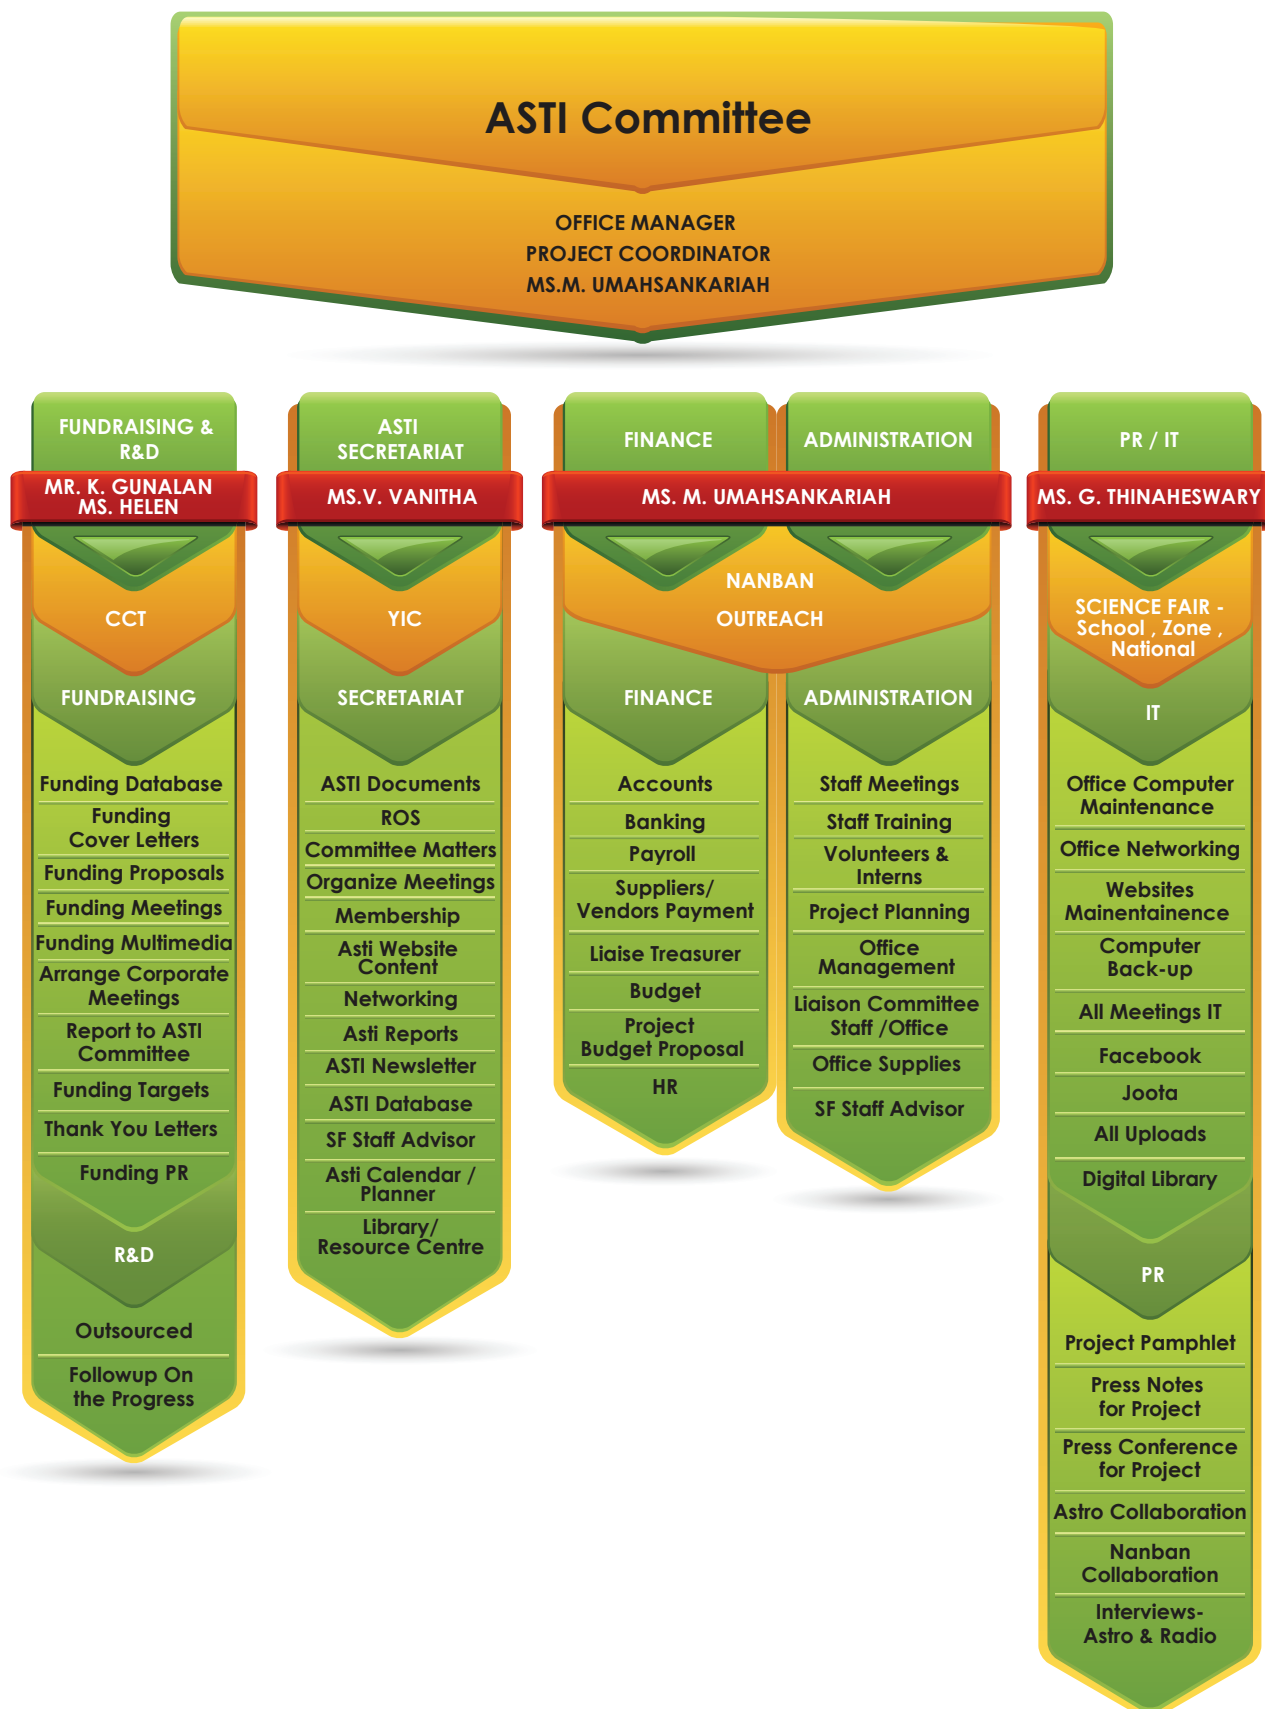 ASTI Committee
OFFICE MANAGER
PROJECT COORDINATOR
MS.M. UMAHSANKARIAH
FUNDRAISING &
R&D
MR. K. GUNALAN
MS. HELEN
CCT
FUNDRAISING
Funding Database
Funding
Cover Letters
Funding Proposals
Funding Meetings
Funding Multimedia
Arrange Corporate
Meetings
Report to ASTI
Committee
Funding Targets
Thank You Letters
Funding PR
R&D
Outsourced
Followup On
the Progress
ASTI
SECRETARIAT
MS.V. VANITHA
YIC
SECRETARIAT
ASTI Documents
ROS
Committee Matters
Organize Meetings
Membership
Asti Website
Content
Networking
Asti Reports
ASTI Newsletter
ASTI Database
SF Staff Advisor
Asti Calendar /
Planner
Library/
Resource Centre
FINANCE
ADMINISTRATION
MS. M. UMAHSANKARIAH
NANBAN
OUTREACH
FINANCE
Accounts
Banking
Payroll
Suppliers/
Vendors Payment
Liaise Treasurer
Budget
Project
Budget Proposal
HR
ADMINISTRATION
Staff Meetings
Staff Training
Volunteers &
Interns
Project Planning
Office
Management
Liaison Committee
Staff /Office
Office Supplies
SF Staff Advisor
PR / IT
MS. G. THINAHESWARY
SCIENCE FAIR -
School , Zone ,
National
IT
Office Computer
Maintenance
Office Networking
Websites
Mainentainence
Computer
Back-up
All Meetings IT
Facebook
Joota
All Uploads
Digital Library
PR
Project Pamphlet
Press Notes
for Project
Press Conference
for Project
Astro Collaboration
Nanban
Collaboration
Interviews-
Astro & Radio